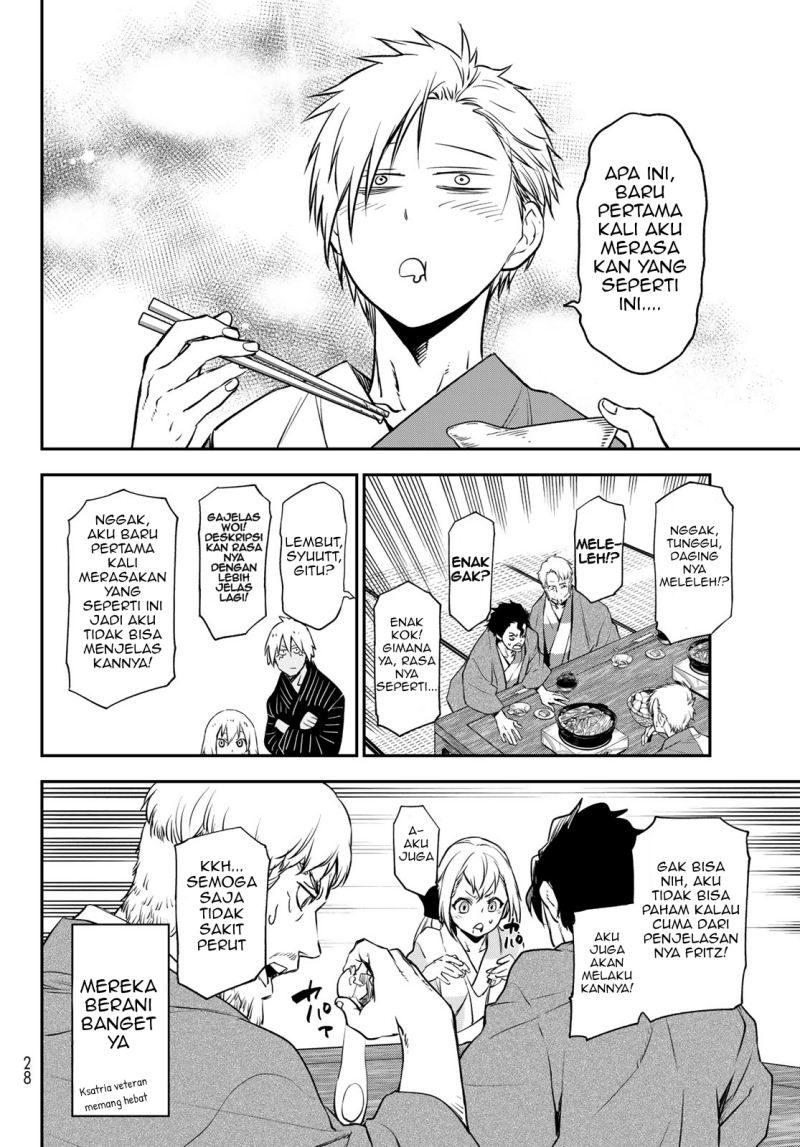 APA INI,
BARU
PERTAMA
KALI AKU
MERASA
KAN YANG
SEPERTI
INI....
NGGAK,
TUNGGU,
DAGING
NYA
MELELEH!?
MELE-
LEH!?
ENAK
GAK?
ENAK
KOK!
GIMANA
YA, RASA
NYA
SEPERTI...
LEMBUT,
SYUUTT,
GITU?
GAJELAS
WOI!
DESKRIPSI
KAN RASA
NYA
DENGAN
LEBIH
JELAS
LAGI!
NGGAK,
AKU BARU
PERTAMA
KALI
MERASAKAN
YANG
SEPERTI INI
JADI AKU
TIDAK BISA
MENJELAS
KANNYA!
GAK BISA
NIH, AKU
TIDAK BISA
PAHAM KALAU
CUMA DARI
PENJELASAN
NYA FRITZ!
AKU JUGA
AKAN
MELAKU
KANNYA!
A-
AKU
JUGA
KKH...
SEMOGA
SAJA
TIDAK
SAKIT
PERUT
カパァ
MEREKA
BERANI
BANGET
YA
Ksatria veteran
memang hebat
28